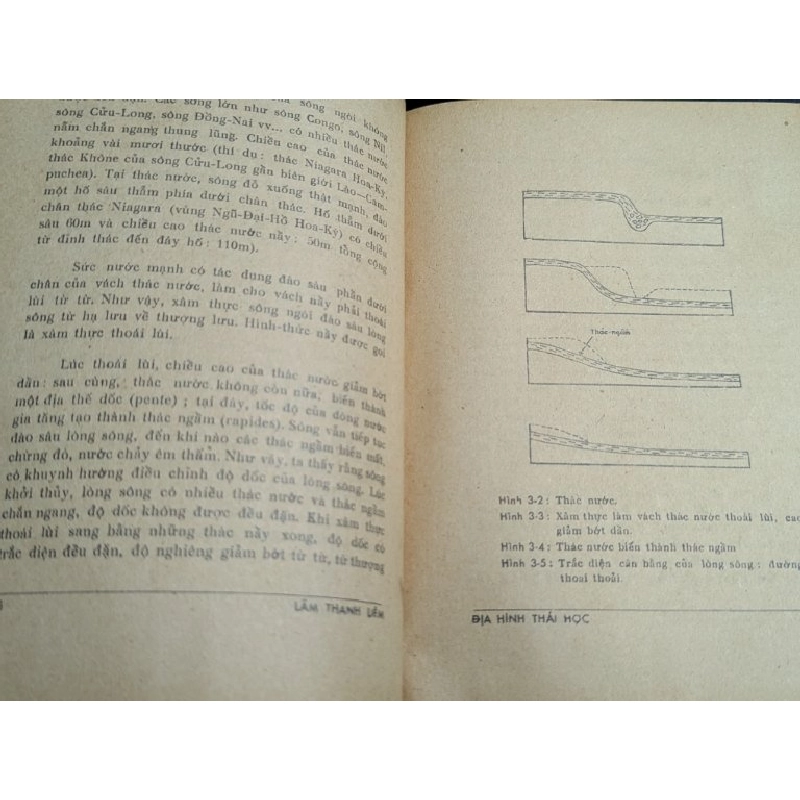 của sông ngòi không
được đều đặn. Các sông lớn như sông Congo, sông Nil,
sông Cửu-Long, sông Đồng-Nai vv..., có nhiều thác nước
nằm chắn ngang thung lũng. Chiều cao của thác nước
khoảng vài mươi thước (thí dụ: thác Niagara Hoa-Kỳ,
thác Khône của sông Cửu-Long gần biên giới Lào—Cam-
puchea). Tại thác nước, sông đổ xuống thật mạnh, đào
một hố sâu thẳm phía dưới chân thác. Hố thẳm dưới
chân thác Niagara (vùng Ngũ-Đại-Hồ Hoa-Kỳ) có chiều
sâu 60m và chiều cao thác nước nầy: 50m tổng cộng
từ đỉnh thác đến đáy hố: 110m).
Sức nước mạnh có tác dụng đào sâu phần dưới
chân của vách thác nước, làm cho vách nầy phải thoái
lùi từ từ. Như vậy, xâm thực sông ngòi đào sâu lòng
sông từ hạ lưu về thượng lưu. Hình-thức nầy được gọi
là xâm thực thoái lùi.
Lúc thoái lùi, chiều cao của thác nước giảm bớt
dần: sau cùng, thác nước không còn nữa, biến thành
một địa thế dốc (pente); tại đây, tốc độ của dòng nước
gia tăng tạo thành thác ngầm (rapides). Sông vẫn tiếp tục
đào sâu lòng sông, đến khi nào các thác ngầm biến mất,
chừng đó, nước chảy êm thấm. Như vậy, ta thấy rằng sông
có khuynh hướng điều chỉnh độ dốc của lòng sông. Lúc
khởi thủy, lòng sông có nhiều thác nước và thác ngầm
chắn ngang, độ dốc không được đều đặn. Khi xâm thực
thoái lùi sang bằng những thác nầy xong, độ dốc có
trắc diện đều đặn, độ nghiêng giảm bớt từ từ, từ thượng
LÂM THANH LIÊM
Thác-ngầm
Hình 3-2: Thác nước.
Hình 3-3: Xâm thực làm vách thác nước thoái lùi, cao
giảm bớt dần.
Hình 3-4: Thác nước biến thành thác ngầm
Hình 3-5: Trắc diện cân bằng của lòng sông: đường
thoai thoải.
ĐỊA HÌNH THÁI HỌC